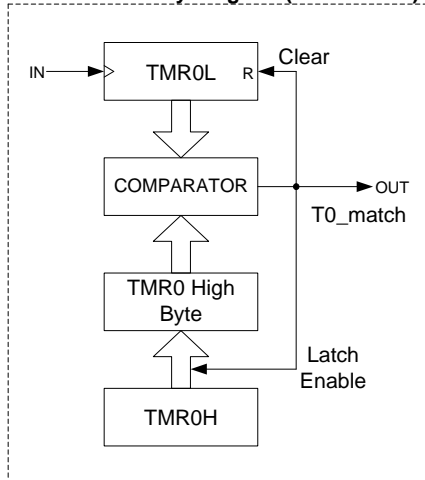 IN
TMR0L
R
Clear
COMPARATOR
OUT
T0_match
TMR0 High
Byte
Latch
Enable
TMR0H